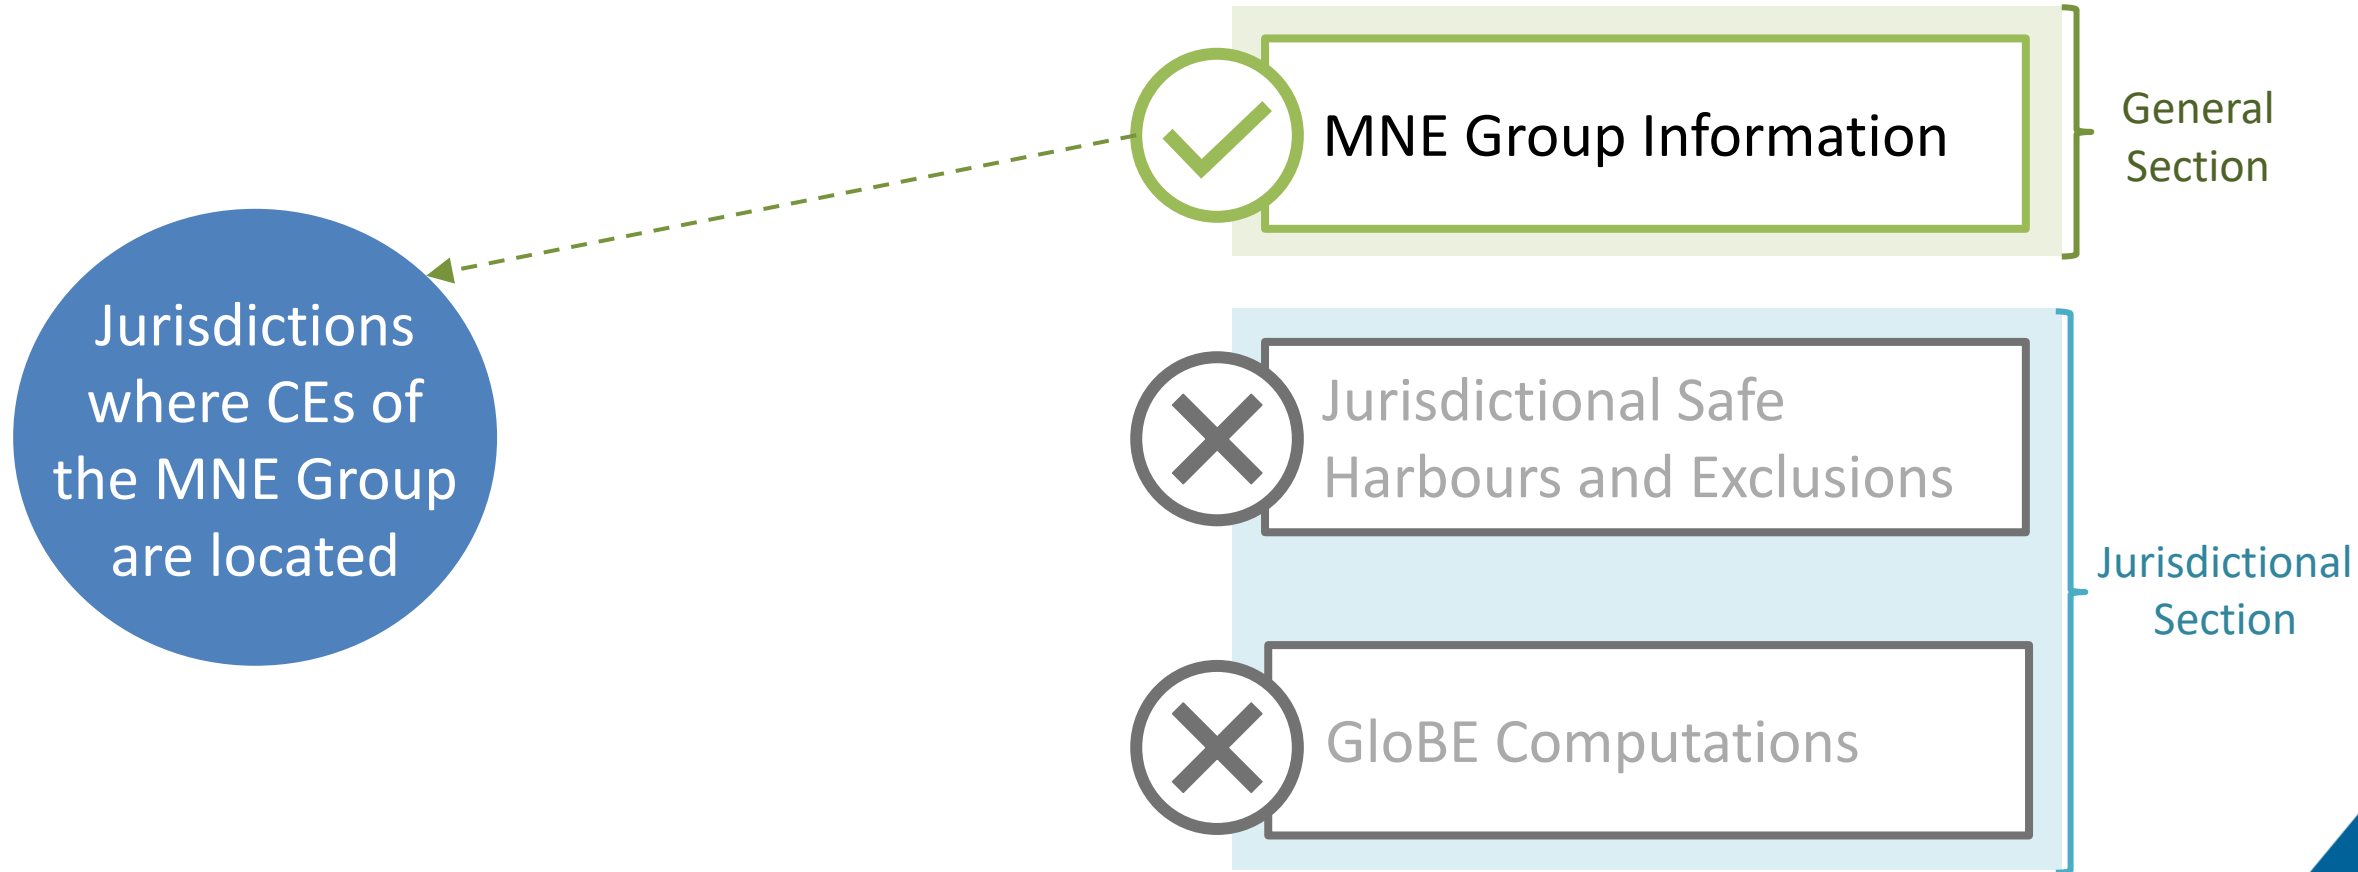 Jurisdictions
where CEs of
the MNE Group
are located
MNE Group Information
General
Section
Jurisdictional Safe
Harbours and Exclusions
GloBE Computations
Jurisdictional
Section